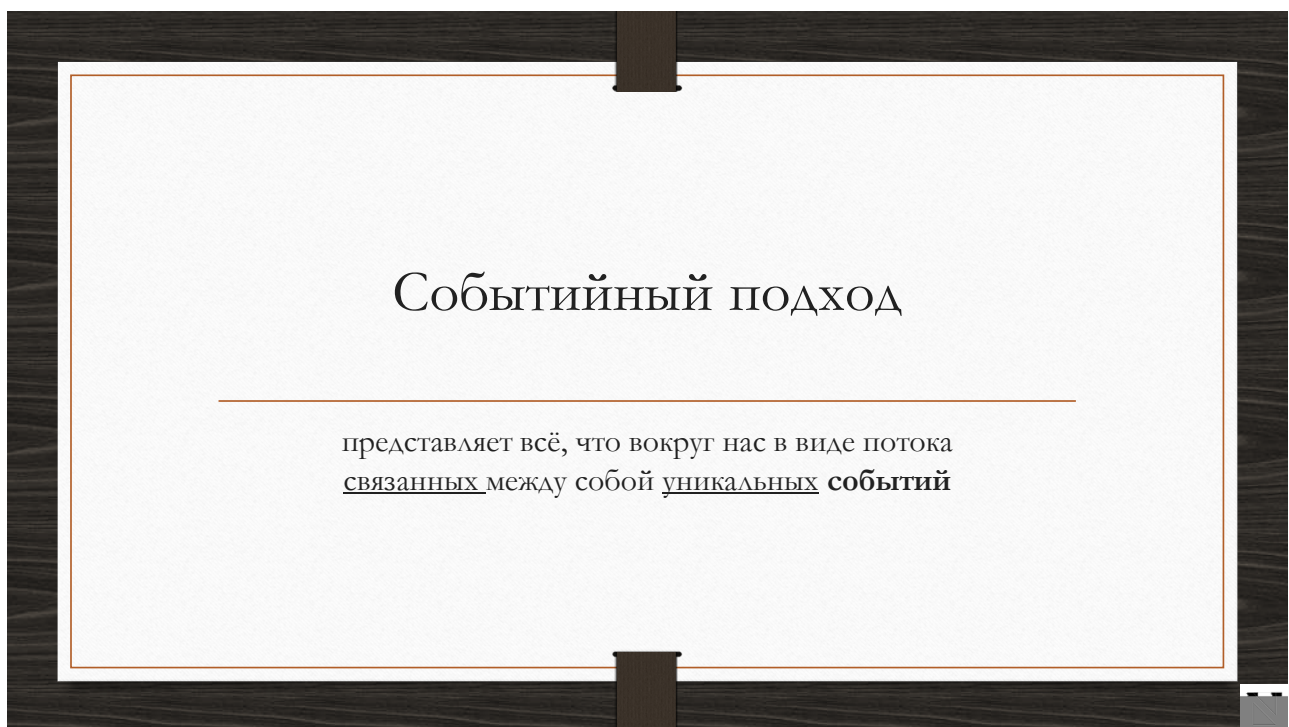 Событийный подход
представляет всё, что вокруг нас в виде потока
связанных между собой уникальных событий